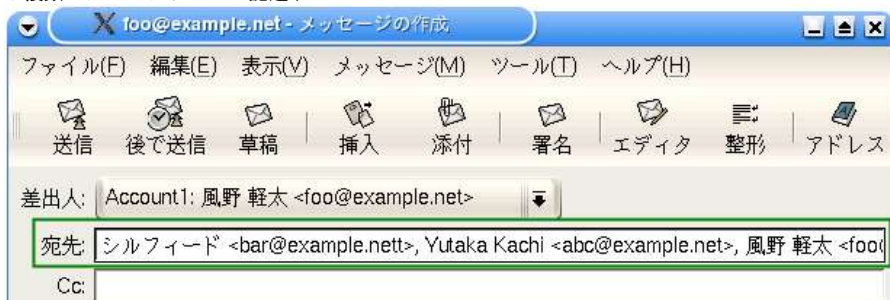 foo@example.net - メッセージの作成
ファイル(F) 編集(E) 表示(V) メッセージ(M) ツール(T) ヘルプ(H)
送信 後で送信 草稿 挿入 添付 署名 エディタ 整形 アドレス
差出人: Account1: 風野 軽太 <foo@example.net>
宛先: シルフィード <bar@example.nett>, Yutaka Kachi <abc@example.net>, 風野 軽太 <foo
Cc: